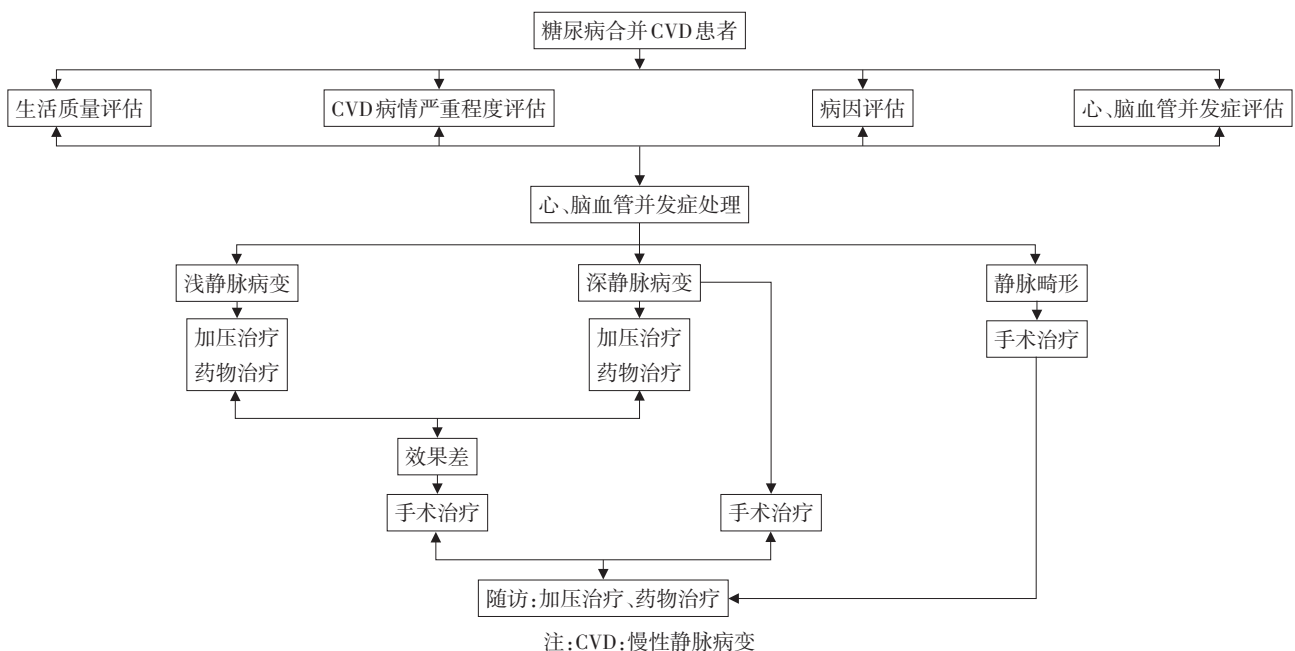 糖尿病合并CVD患者
生活质量评估
CVD病情严重程度评估
病因评估
心、脑血管并发症评估
心、脑血管并发症处理
浅静脉病变
深静脉病变
静脉畸形
加压治疗
药物治疗
加压治疗
药物治疗
手术治疗
效果差
手术治疗
手术治疗
随访:加压治疗、药物治疗
注:CVD:慢性静脉病变